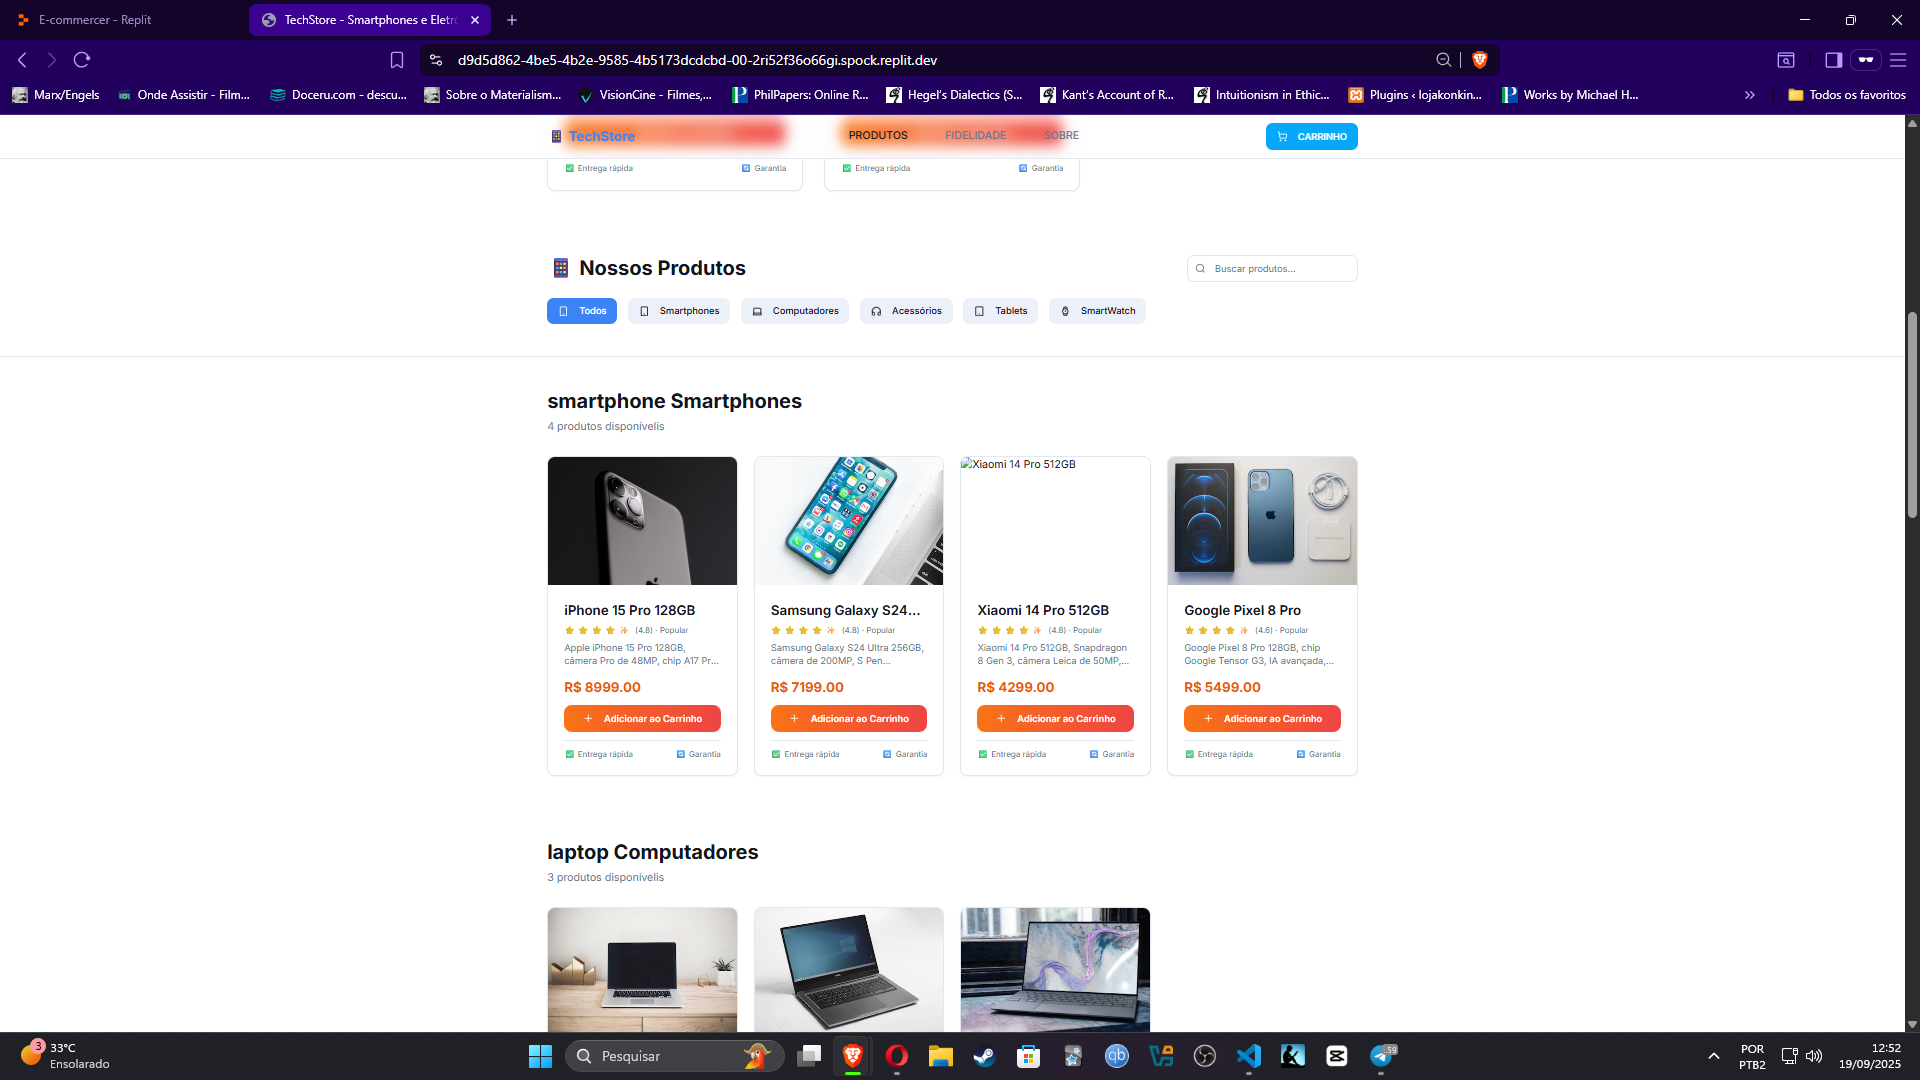 E-commercer - Replit
TechStore - Smartphones e Eletr
d9d5d862-4be5-4b2e-9585-4b5173dcdcbd-00-2ri52f36o66gi.spock.replit.dev
Marx/Engels
Onde Assistir - Film...
Doceru.com - descu...
Sobre o Materialism...
VisionCine - Filmes,...
PhilPapers: Online R...
Hegel's Dialectics (S...
Kant's Account of R...
Intuitionism in Ethic...
Plugins ‹ lojakonkin...
Works by Michael H...
»
Todos os favoritos
TechStore
PRODUTOS
FIDELIDADE
SOBRE
CARRINHO
Entrega rápida
Garantia
Entrega rápida
Garantia
Nossos Produtos
Buscar produtos...
Todos
Smartphones
Computadores
Acessórios
Tablets
SmartWatch
smartphone Smartphones
4 produtos disponívelis
Xiaomi 14 Pro 512GB
iPhone 15 Pro 128GB
(4.8) · Popular
Apple iPhone 15 Pro 128GB,
câmera Pro de 48MP, chip A17 Pr...
R$ 8999.00
+ Adicionar ao Carrinho
Entrega rápida
Garantia
Samsung Galaxy S24...
(4.8) · Popular
Samsung Galaxy S24 Ultra 256GB,
câmera de 200MP, S Pen...
R$ 7199.00
+ Adicionar ao Carrinho
Entrega rápida
Garantia
Xiaomi 14 Pro 512GB
(4.8) · Popular
Xiaomi 14 Pro 512GB, Snapdragon
8 Gen 3, câmera Leica de 50MP,...
R$ 4299.00
+ Adicionar ao Carrinho
Entrega rápida
Garantia
Google Pixel 8 Pro
(4.6) · Popular
Google Pixel 8 Pro 128GB, chip
Google Tensor G3, IA avançada,...
R$ 5499.00
+ Adicionar ao Carrinho
Entrega rápida
Garantia
laptop Computadores
3 produtos disponívelis
3
33°C
Ensolarado
Pesquisar
qb
59
POR
PTB2
12:52
19/09/2025